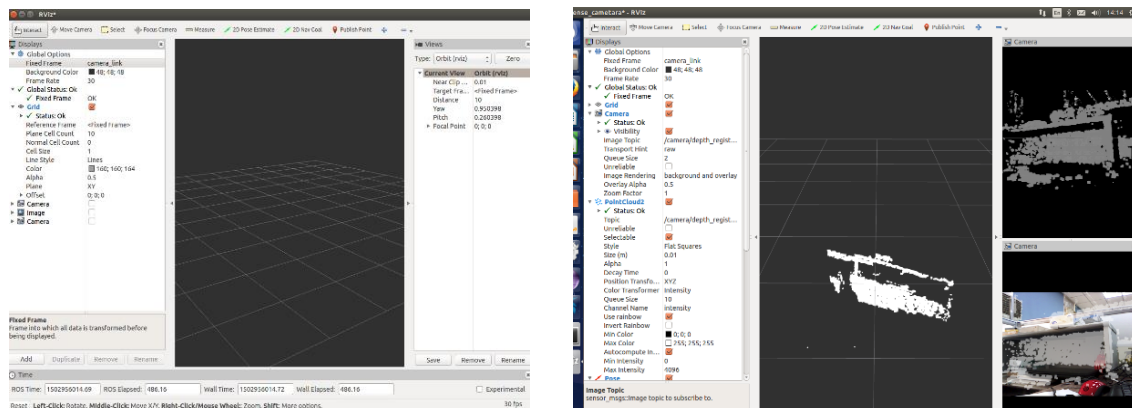 RViz*
Interact Move Camera Select Focus Camera Measure 2D Pose Estimate 2D Nav Goal Publish Point
Displays
Global Options
Fixed Frame camera_link
Background Color 48; 48; 48
Frame Rate 30
Global Status: Ok
Fixed Frame OK
Grid
Status: Ok
Reference Frame <Fixed Frame>
Plane Cell Count 10
Normal Cell Count 0
Cell Size 1
Line Style Lines
Color 160; 160; 164
Alpha 0.5
Plane XY
Offset 0; 0; 0
Camera
Image
Camera
Fixed Frame
Frame into which all data is transformed before
being displayed.
Add Duplicate Remove Rename
Views
Type: Orbit (rviz) Zero
Current View Orbit (rviz)
Near Clip ... 0.01
Target Fra... <Fixed Frame>
Distance 10
Yaw 0.950398
Pitch 0.260398
Focal Point 0; 0; 0
Save Remove Rename
Time
ROS Time: 1502956014.69 ROS Elapsed: 486.16 Wall Time: 1502956014.72 Wall Elapsed: 486.16 Experimental
Reset Left-Click: Rotate. Middle-Click: Move X/Y. Right-Click/Mouse Wheel: Zoom. Shift: More options. 30 fps
ense_cametara* - RViz 14:14
Interact Move Camera Select Focus Camera Measure 2D Pose Estimate 2D Nav Goal Publish Point
Displays
Global Options
Fixed Frame camera_link
Background Color 48; 48; 48
Frame Rate 30
Global Status: Ok
Fixed Frame OK
Grid
Camera
Status: Ok
Visibility
Image Topic /camera/depth_regist...
Transport Hint raw
Queue Size 2
Unreliable
Image Rendering background and overlay
Overlay Alpha 0.5
Zoom Factor 1
PointCloud2
Status: Ok
Topic /camera/depth_regist...
Unreliable
Selectable
Style Flat Squares
Size (m) 0.01
Alpha 1
Decay Time 0
Position Transfo... XYZ
Color Transformer Intensity
Queue Size 10
Channel Name intensity
Use rainbow
Invert Rainbow
Min Color 0; 0; 0
Max Color 255; 255; 255
Autocompute In...
Min Intensity 0
Max Intensity 4096
Pose
Image Topic
sensor_msgs::Image topic to subscribe to.
Camera
Camera